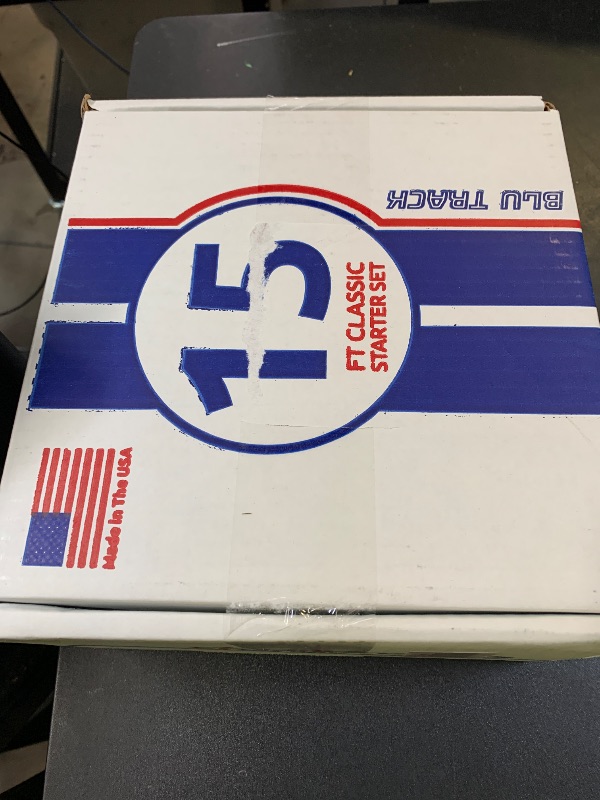 BLU TRACK
15
FT CLASSIC
STARTER SET
Made In The USA